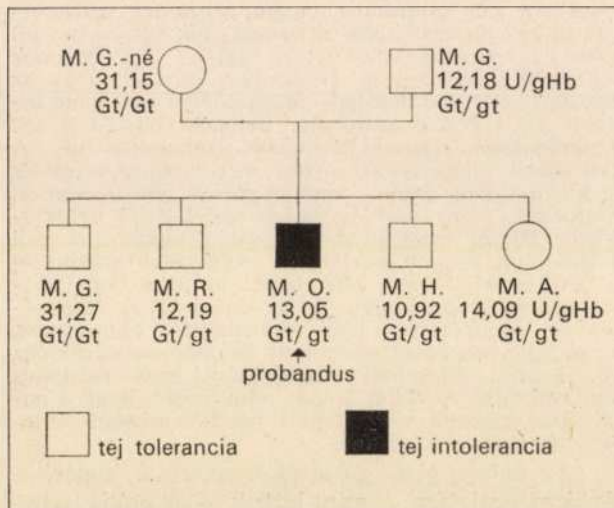 M. G.-né
31,15
Gt/Gt
M. G.
12,18 U/gHb
Gt/gt
M. G.
31,27
Gt/Gt
M. R.
12,19
Gt/gt
M. O.
13,05
Gt/gt
probandus
M. H.
10,92
Gt/gt
M. A.
14,09 U/gHb
Gt/gt
tej tolerancia
tej intolerancia